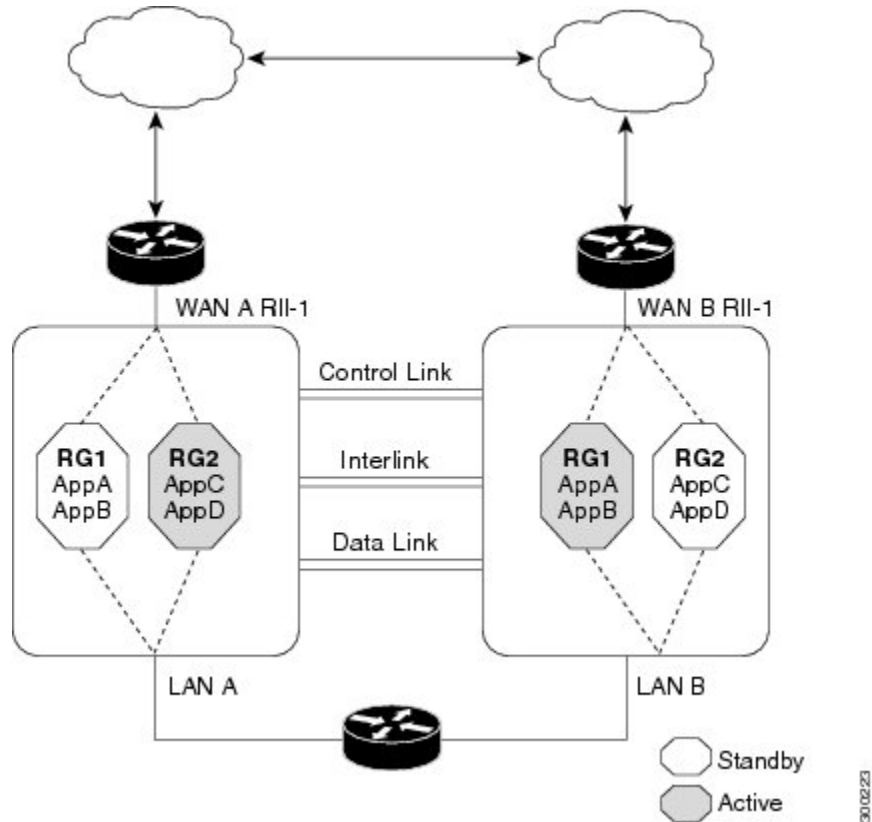 WAN A RII-1
WAN B RII-1
Control Link
Interlink
Data Link
RG1
AppA
AppB
RG2
AppC
AppD
RG1
AppA
AppB
RG2
AppC
AppD
LAN A
LAN B
Standby
Active
300223